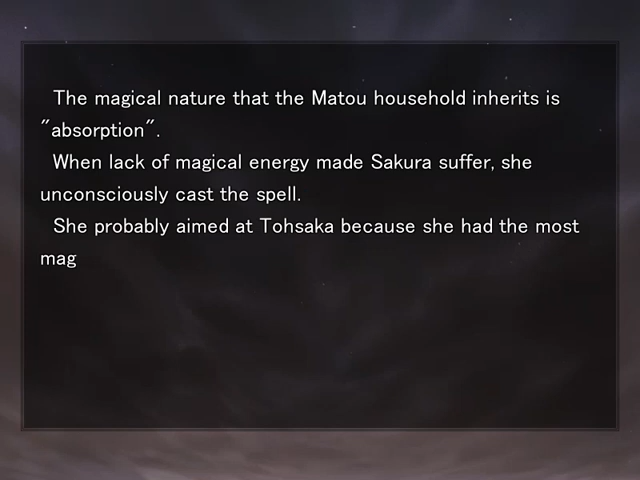 The magical nature that the Matou household inherits is
"absorption".
When lack of magical energy made Sakura suffer, she
unconsciously cast the spell.
She probably aimed at Tohsaka because she had the most
mag